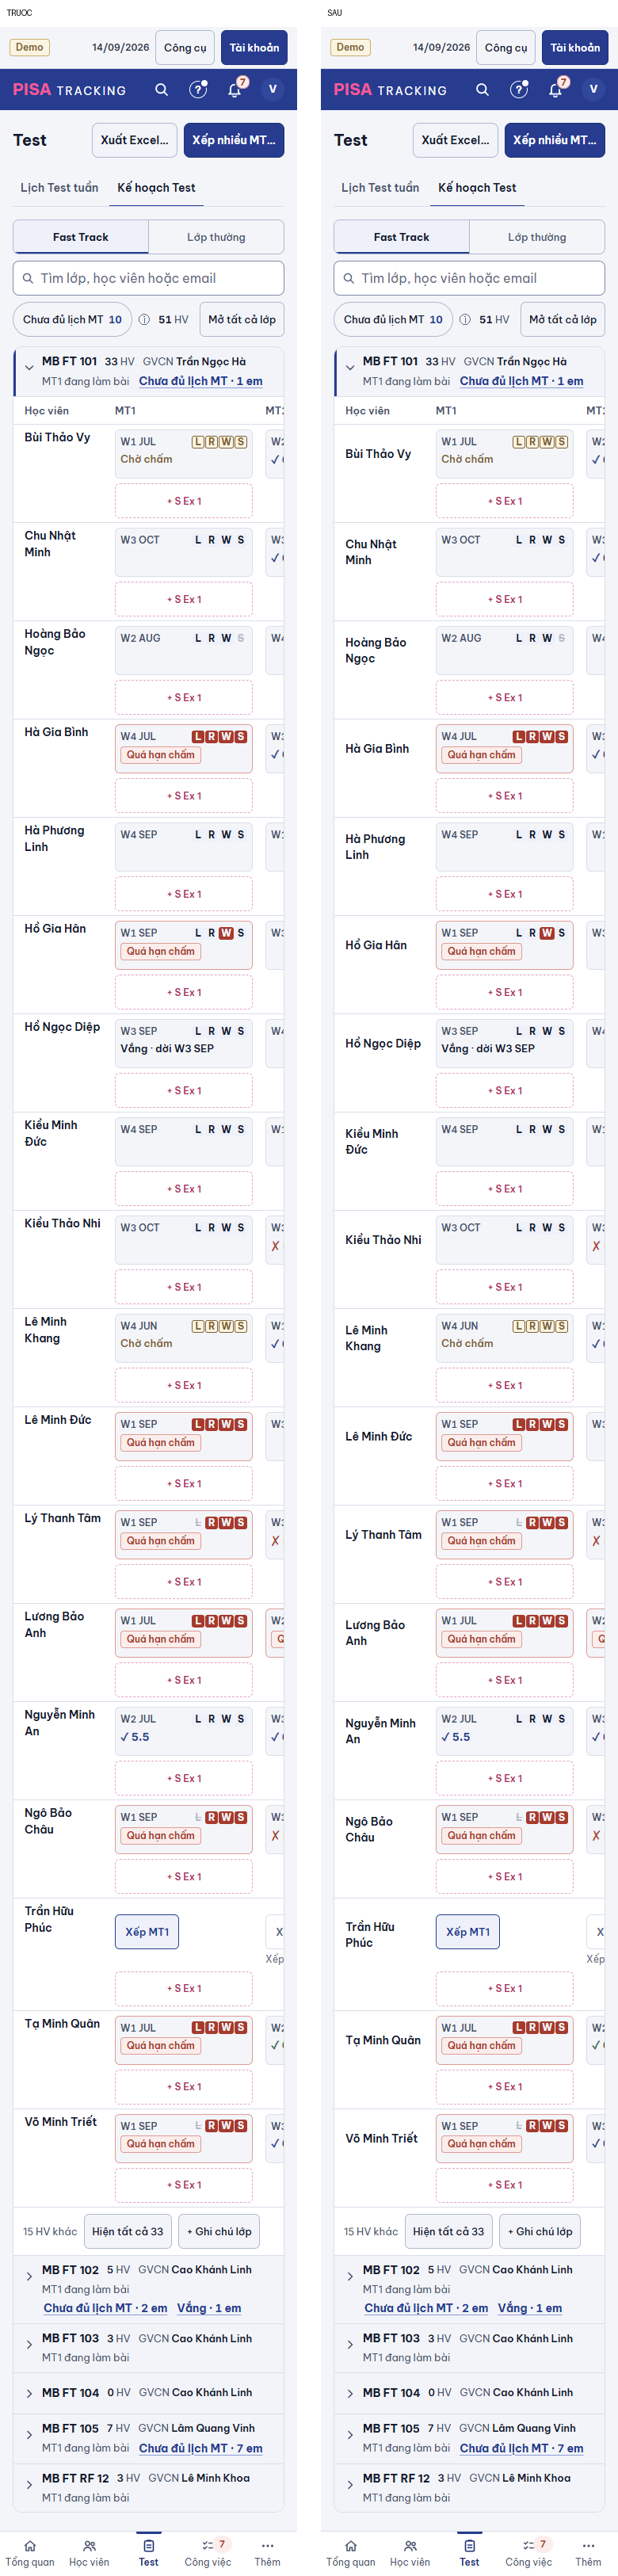 TRUOC
Demo 14/09/2026 Công cụ Tài khoản
PISA TRACKING ? 7 V
Test Xuất Excel... Xếp nhiều MT...
Lịch Test tuần Kế hoạch Test
Fast Track Lớp thường
Tìm lớp, học viên hoặc email
Chưa đủ lịch MT 10 51 HV Mở tất cả lớp
MB FT 101 33 HV GVCN Trần Ngọc Hà
MT1 đang làm bài Chưa đủ lịch MT · 1 em
Học viên MT1
Bùi Thảo Vy W1 JUL L R W S
Chờ chấm
+ S Ex 1
Chu Nhật Minh W3 OCT L R W S
+ S Ex 1
Hoàng Bảo Ngọc W2 AUG L R W S
+ S Ex 1
Hà Gia Bình W4 JUL L R W S
Quá hạn chấm
+ S Ex 1
Hà Phương Linh W4 SEP L R W S
+ S Ex 1
Hồ Gia Hân W1 SEP L R W S
Quá hạn chấm
+ S Ex 1
Hồ Ngọc Diệp W3 SEP L R W S
Vắng · dời W3 SEP
+ S Ex 1
Kiều Minh Đức W4 SEP L R W S
+ S Ex 1
Kiều Thảo Nhi W3 OCT L R W S
+ S Ex 1
Lê Minh Khang W4 JUN L R W S
Chờ chấm
+ S Ex 1
Lê Minh Đức W1 SEP L R W S
Quá hạn chấm
+ S Ex 1
Lý Thanh Tâm W1 SEP L R W S
Quá hạn chấm
+ S Ex 1
Lương Bảo Anh W1 JUL L R W S
Quá hạn chấm
+ S Ex 1
Nguyễn Minh An W2 JUL L R W S
✓ 5.5
+ S Ex 1
Ngô Bảo Châu W1 SEP L R W S
Quá hạn chấm
+ S Ex 1
Trần Hữu Phúc Xếp MT1
Xếp
+ S Ex 1
Tạ Minh Quân W1 JUL L R W S
Quá hạn chấm
+ S Ex 1
Võ Minh Triết W1 SEP L R W S
Quá hạn chấm
+ S Ex 1
15 HV khác Hiện tất cả 33 + Ghi chú lớp
MB FT 102 5 HV GVCN Cao Khánh Linh
MT1 đang làm bài
Chưa đủ lịch MT · 2 em Vắng · 1 em
MB FT 103 3 HV GVCN Cao Khánh Linh
MT1 đang làm bài
MB FT 104 0 HV GVCN Cao Khánh Linh
MB FT 105 7 HV GVCN Lâm Quang Vinh
MT1 đang làm bài Chưa đủ lịch MT · 7 em
MB FT RF 12 3 HV GVCN Lê Minh Khoa
MT1 đang làm bài
Tổng quan Học viên Test Công việc 7 Thêm
SAU
Demo 14/09/2026 Công cụ Tài khoản
PISA TRACKING ? 7 V
Test Xuất Excel... Xếp nhiều MT...
Lịch Test tuần Kế hoạch Test
Fast Track Lớp thường
Tìm lớp, học viên hoặc email
Chưa đủ lịch MT 10 51 HV Mở tất cả lớp
MB FT 101 33 HV GVCN Trần Ngọc Hà
MT1 đang làm bài Chưa đủ lịch MT · 1 em
Học viên MT1
Bùi Thảo Vy W1 JUL L R W S
Chờ chấm
+ S Ex 1
Chu Nhật Minh W3 OCT L R W S
+ S Ex 1
Hoàng Bảo Ngọc W2 AUG L R W S
+ S Ex 1
Hà Gia Bình W4 JUL L R W S
Quá hạn chấm
+ S Ex 1
Hà Phương Linh W4 SEP L R W S
+ S Ex 1
Hồ Gia Hân W1 SEP L R W S
Quá hạn chấm
+ S Ex 1
Hồ Ngọc Diệp W3 SEP L R W S
Vắng · dời W3 SEP
+ S Ex 1
Kiều Minh Đức W4 SEP L R W S
+ S Ex 1
Kiều Thảo Nhi W3 OCT L R W S
+ S Ex 1
Lê Minh Khang W4 JUN L R W S
Chờ chấm
+ S Ex 1
Lê Minh Đức W1 SEP L R W S
Quá hạn chấm
+ S Ex 1
Lý Thanh Tâm W1 SEP L R W S
Quá hạn chấm
+ S Ex 1
Lương Bảo Anh W1 JUL L R W S
Quá hạn chấm
+ S Ex 1
Nguyễn Minh An W2 JUL L R W S
✓ 5.5
+ S Ex 1
Ngô Bảo Châu W1 SEP L R W S
Quá hạn chấm
+ S Ex 1
Trần Hữu Phúc Xếp MT1
Xếp
+ S Ex 1
Tạ Minh Quân W1 JUL L R W S
Quá hạn chấm
+ S Ex 1
Võ Minh Triết W1 SEP L R W S
Quá hạn chấm
+ S Ex 1
15 HV khác Hiện tất cả 33 + Ghi chú lớp
MB FT 102 5 HV GVCN Cao Khánh Linh
MT1 đang làm bài
Chưa đủ lịch MT · 2 em Vắng · 1 em
MB FT 103 3 HV GVCN Cao Khánh Linh
MT1 đang làm bài
MB FT 104 0 HV GVCN Cao Khánh Linh
MB FT 105 7 HV GVCN Lâm Quang Vinh
MT1 đang làm bài Chưa đủ lịch MT · 7 em
MB FT RF 12 3 HV GVCN Lê Minh Khoa
MT1 đang làm bài
Tổng quan Học viên Test Công việc 7 Thêm